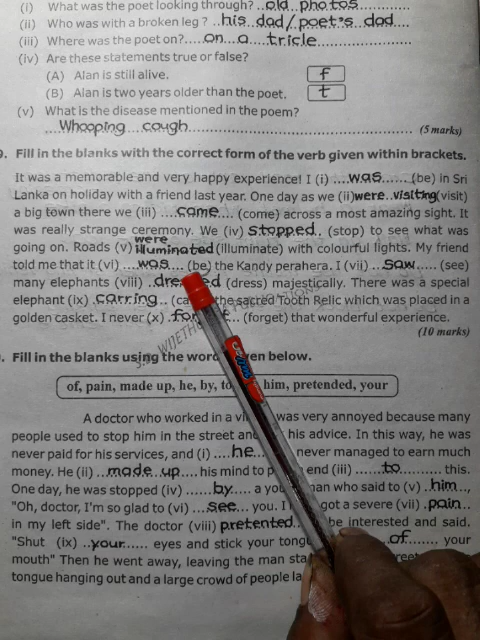 (i) What was the poet looking through? ..old photos......
(ii) Who was with a broken leg ? ..his dad/poet's dad....
(iii) Where was the poet on?....on a tricle........
(iv) Are these statements true or false?
(A) Alan is still alive. f
(B) Alan is two years older than the poet. t
(v) What is the disease mentioned in the poem?
...Whooping cough............................................ (5 marks)
9. Fill in the blanks with the correct form of the verb given within brackets.
It was a memorable and very happy experience! I (i) ....was....... (be) in Sri
Lanka on holiday with a friend last year. One day as we (ii)were visiting(visit)
a big town there we (iii) ....came.... (come) across a most amazing sight. It
was really strange ceremony. We (iv) stopped. (stop) to see what was
going on. Roads (v) were illuminated (illuminate) with colourful lights. My friend
told me that it (vi) ....was..... (be) the Kandy perahera. I (vii) ..saw..... (see)
many elephants (viii) (dress) majestically. There was a special
elephant (ix) .carring.. the sacred tooth Relic which was placed in a
golden casket. I never (x) (forget) that wonderful experience.
(10 marks)
Fill in the blanks using the given below.
of, pain, made up, he, by, him, pretended, your
A doctor who worked in a was very annoyed because many
people used to stop him in the street his advice. In this way, he was
never paid for his services, and (i) ....he.... never managed to earn much
money. He (ii) ..made up.... his mind to end (iii) ......to......... this.
One day, he was stopped (iv) ......by..... a man who said to (v) ..him...,
"Oh, doctor, I'm so glad to (vi) ....see.... you. got a severe (vii) .pain..
in my left side". The doctor (viii) pretented.. be interested and said.
"Shut (ix) ..your...... eyes and stick your ..of........ your
mouth" Then he went away, leaving the man
tongue hanging out and a large crowd of people